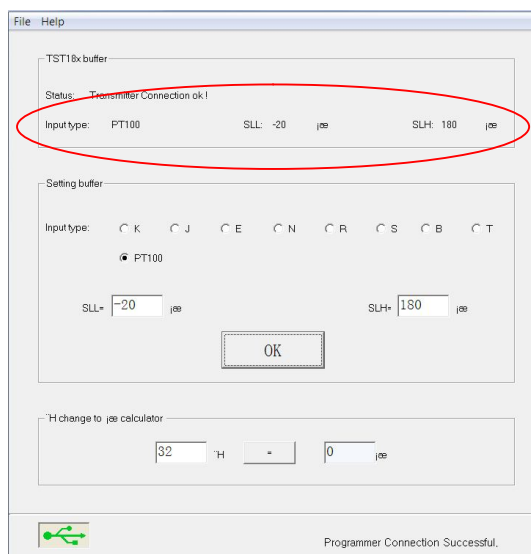 File Help
TST18x buffer
Status: Transmitter Connection ok !
Input type: PT100 SLL: -20 ¡æ SLH: 180 ¡æ
Setting buffer
Input type: K J E N R S B T
PT100
SLL= -20 ¡æ SLH= 180 ¡æ
OK
¨H change to ¡æ calculator
32 ¨H = 0 ¡æ
Programmer Connection Successful.